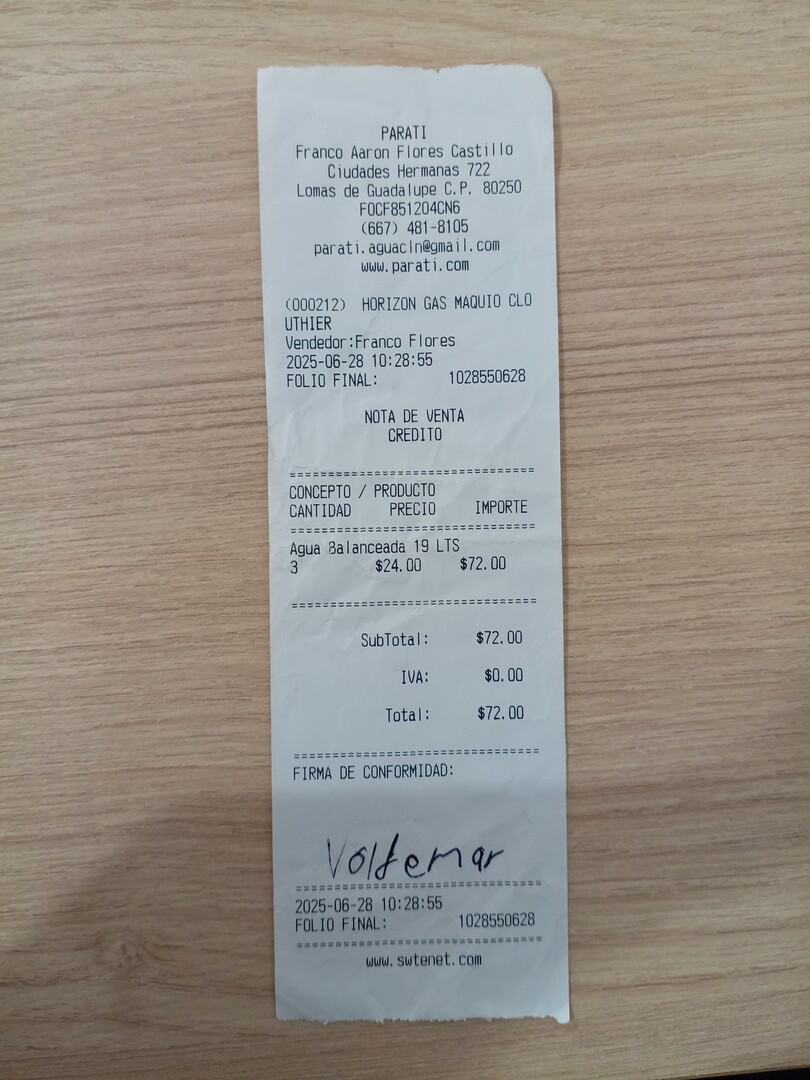 PARATI
Franco Aaron Flores Castillo
Ciudades Hermanas 722
Lomas de Guadalupe C.P. 80250
FOCF851204CN6
(667) 481-8105
parati.aguacln@gmail.com
www.parati.com
(000212) HORIZON GAS MAQUIO CLO
UTHIER
Vendedor:Franco Flores
2025-06-28 10:28:55
FOLIO FINAL: 1028550628
NOTA DE VENTA
CREDITO
================================
CONCEPTO / PRODUCTO
CANTIDAD PRECIO IMPORTE
================================
Agua Balanceada 19 LTS
3 $24.00 $72.00
================================
SubTotal: $72.00
IVA: $0.00
Total: $72.00
================================
FIRMA DE CONFORMIDAD:
Voldemar
================================
2025-06-28 10:28:55
FOLIO FINAL: 1028550628
================================
www.swtenet.com